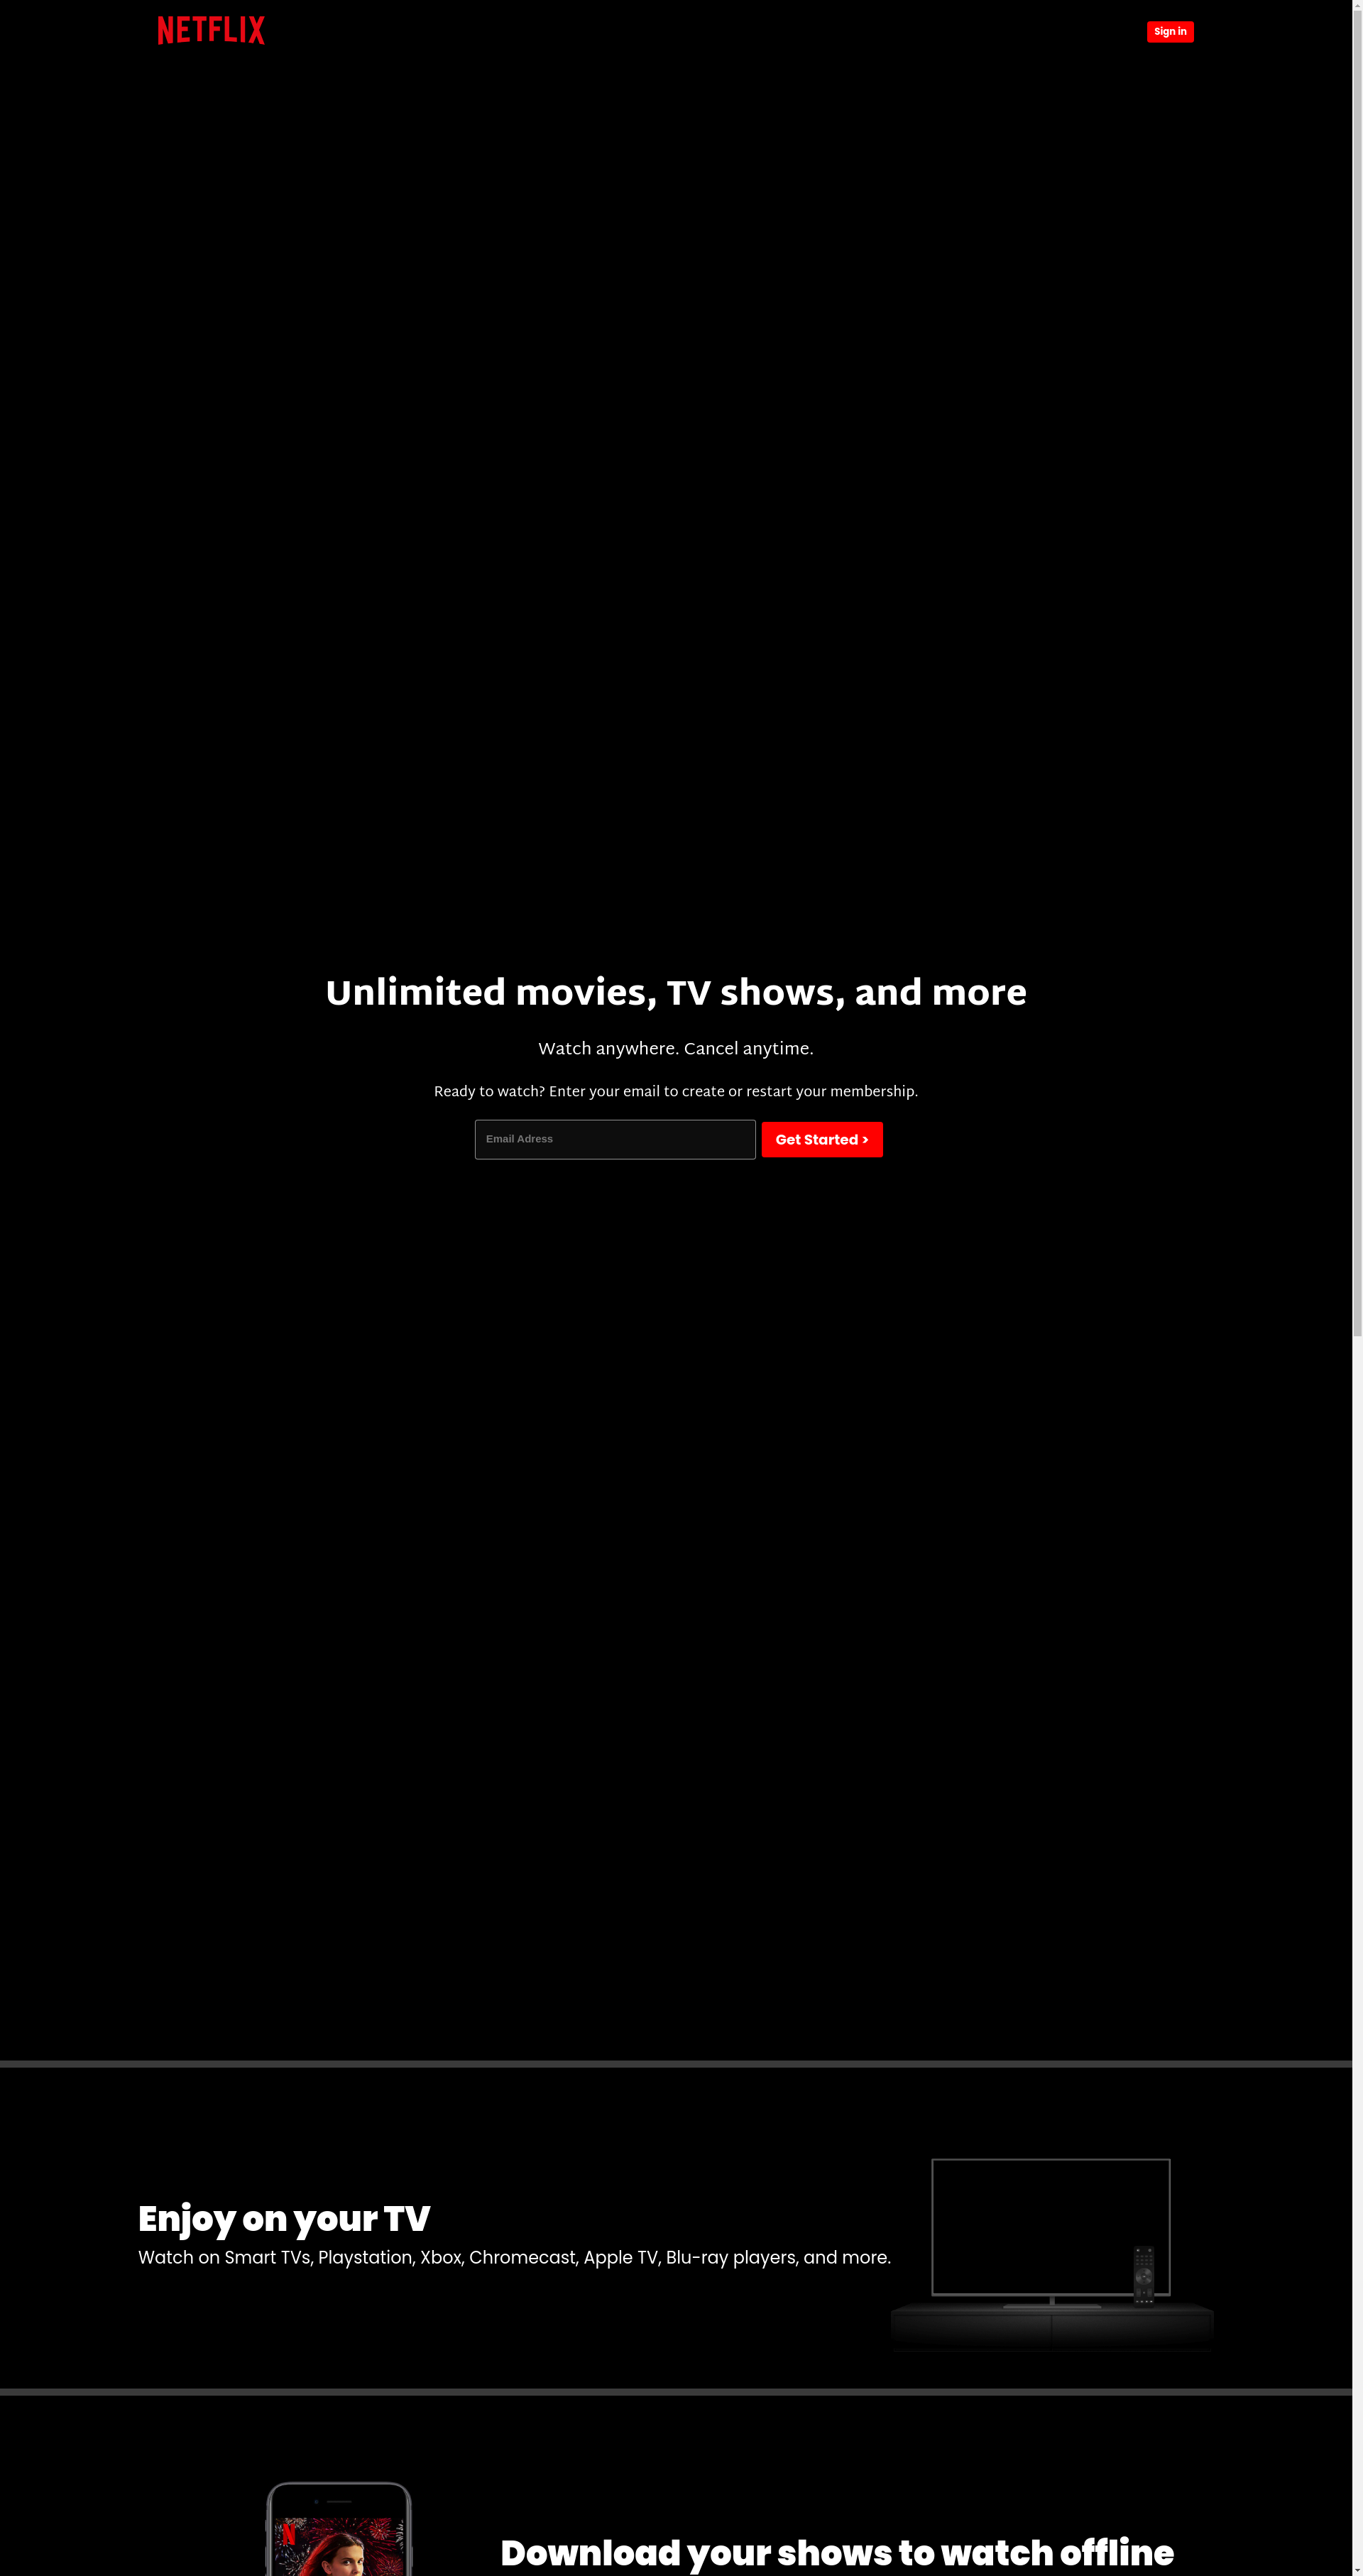 NETFLIX
Sign in
Unlimited movies, TV shows, and more
Watch anywhere. Cancel anytime.
Ready to watch? Enter your email to create or restart your membership.
Email Adress
Get Started >
Enjoy on your TV
Watch on Smart TVs, Playstation, Xbox, Chromecast, Apple TV, Blu-ray players, and more.
N
Download your shows to watch offline